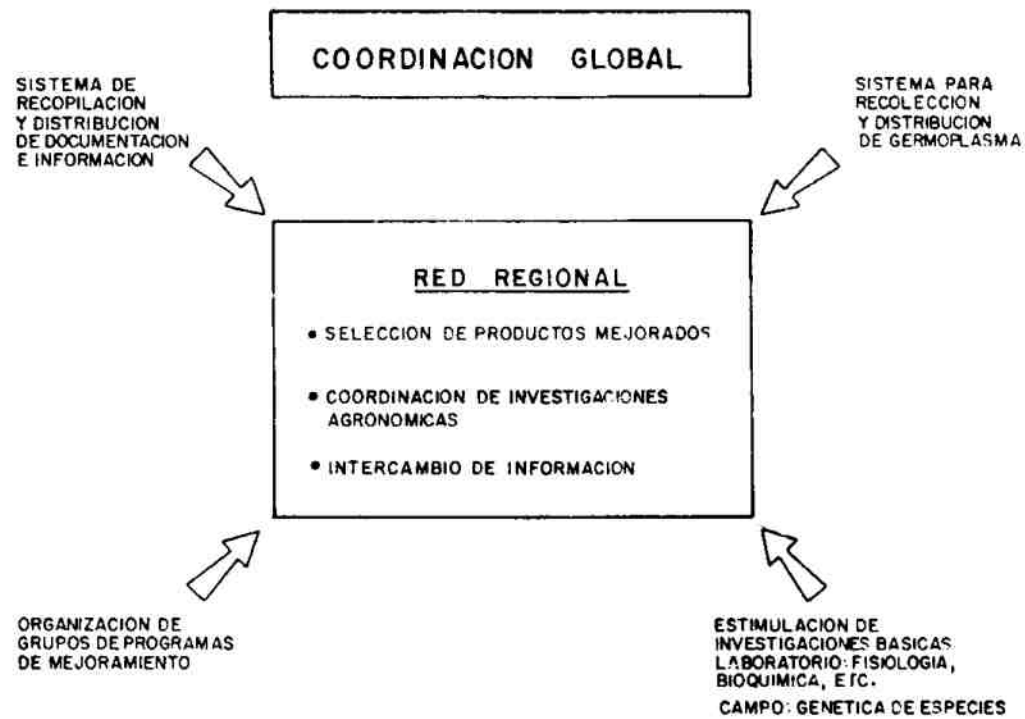 COORDINACION GLOBAL
SISTEMA DE
RECOPILACION
Y DISTRIBUCION
DE DOCUMENTACION
E INFORMACION
SISTEMA PARA
RECOLECCION
Y DISTRIBUCION
DE GERMOPLASMA
RED REGIONAL
• SELECCION DE PRODUCTOS MEJORADOS
• COORDINACION DE INVESTIGACIONES
AGRONOMICAS
• INTERCAMBIO DE INFORMACION
ORGANIZACION DE
GRUPOS DE PROGRAMAS
DE MEJORAMIENTO
ESTIMULACION DE
INVESTIGACIONES BASICAS
LABORATORIO: FISIOLOGIA,
BIOQUIMICA, ETC.
CAMPO: GENETICA DE ESPECIES